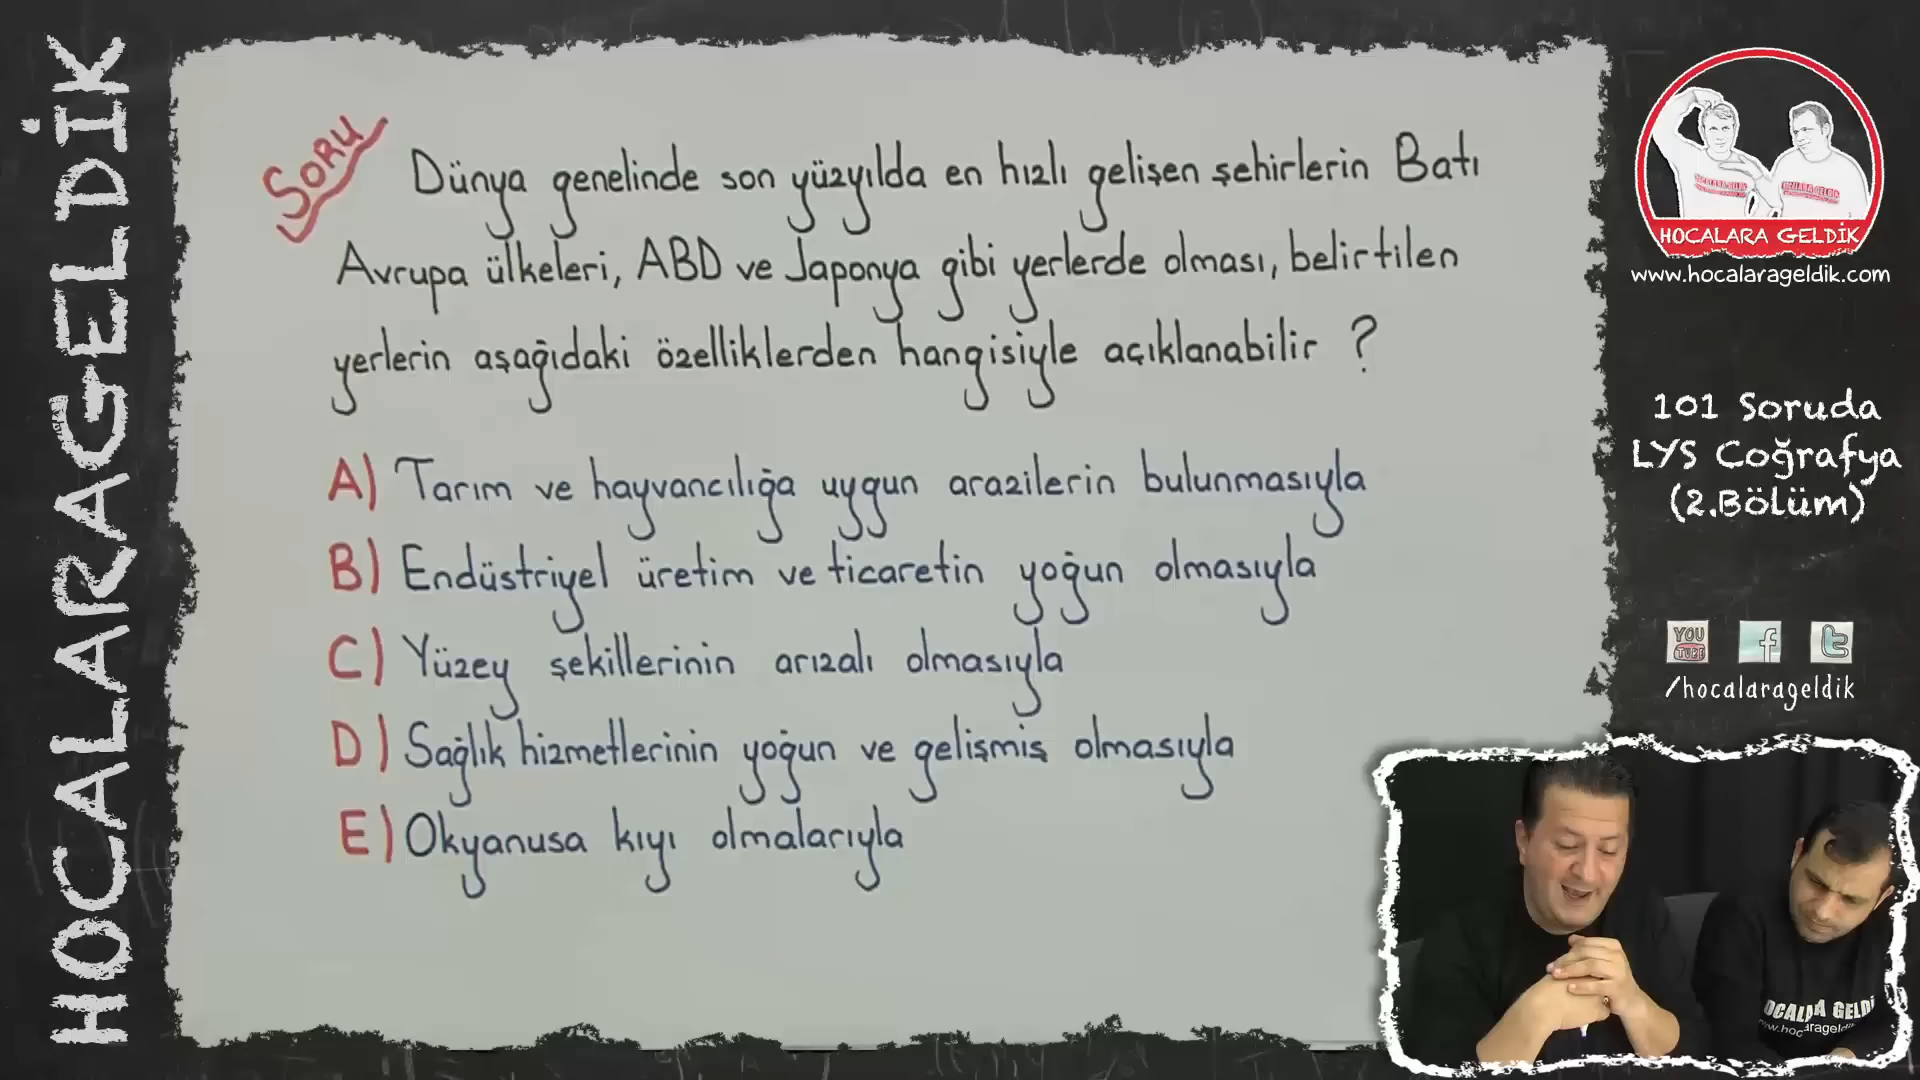 HOCALARAGELDİK
SORU
Dünya genelinde son yüzyılda en hızlı gelişen şehirlerin Batı
Avrupa ülkeleri, ABD ve Japonya gibi yerlerde olması, belirtilen
yerlerin aşağıdaki özelliklerden hangisiyle açıklanabilir ?
A) Tarım ve hayvancılığa uygun arazilerin bulunmasıyla
B) Endüstriyel üretim ve ticaretin yoğun olmasıyla
C) Yüzey şekillerinin arızalı olmasıyla
D) Sağlık hizmetlerinin yoğun ve gelişmiş olmasıyla
E) Okyanusa kıyı olmalarıyla
HOCALARA GELDİK
www.hocalarageldik.com
101 Soruda
LYS Coğrafya
(2.Bölüm)
YOU
TUBE
f
t
/hocalarageldik